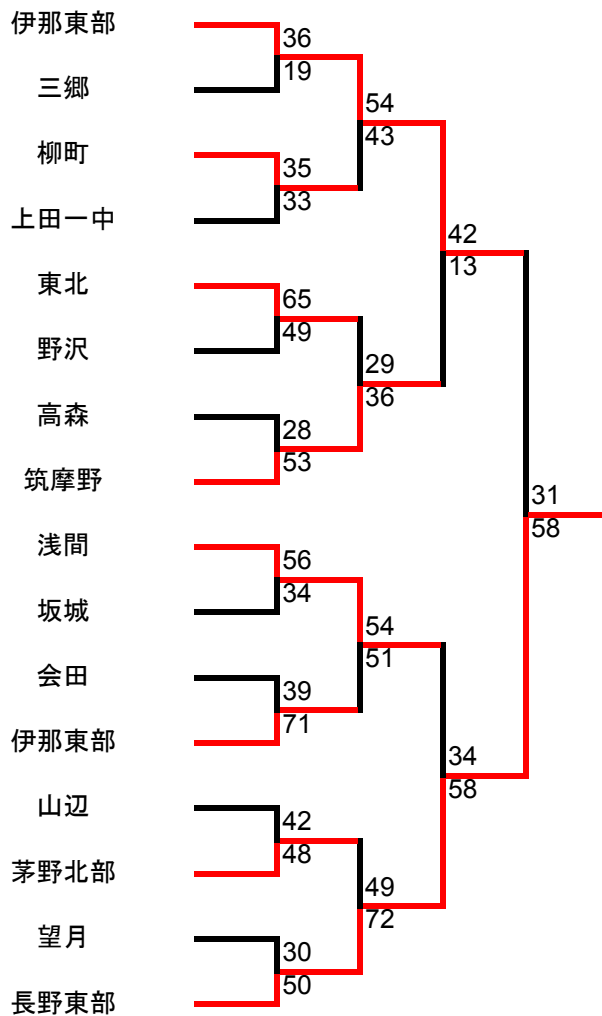 伊那東部
36
19
三郷
54
43
柳町
35
33
上田一中
42
13
東北
65
49
野沢
29
36
高森
28
53
筑摩野
31
58
浅間
56
34
坂城
54
51
会田
39
71
伊那東部
34
58
山辺
42
48
茅野北部
49
72
望月
30
50
長野東部